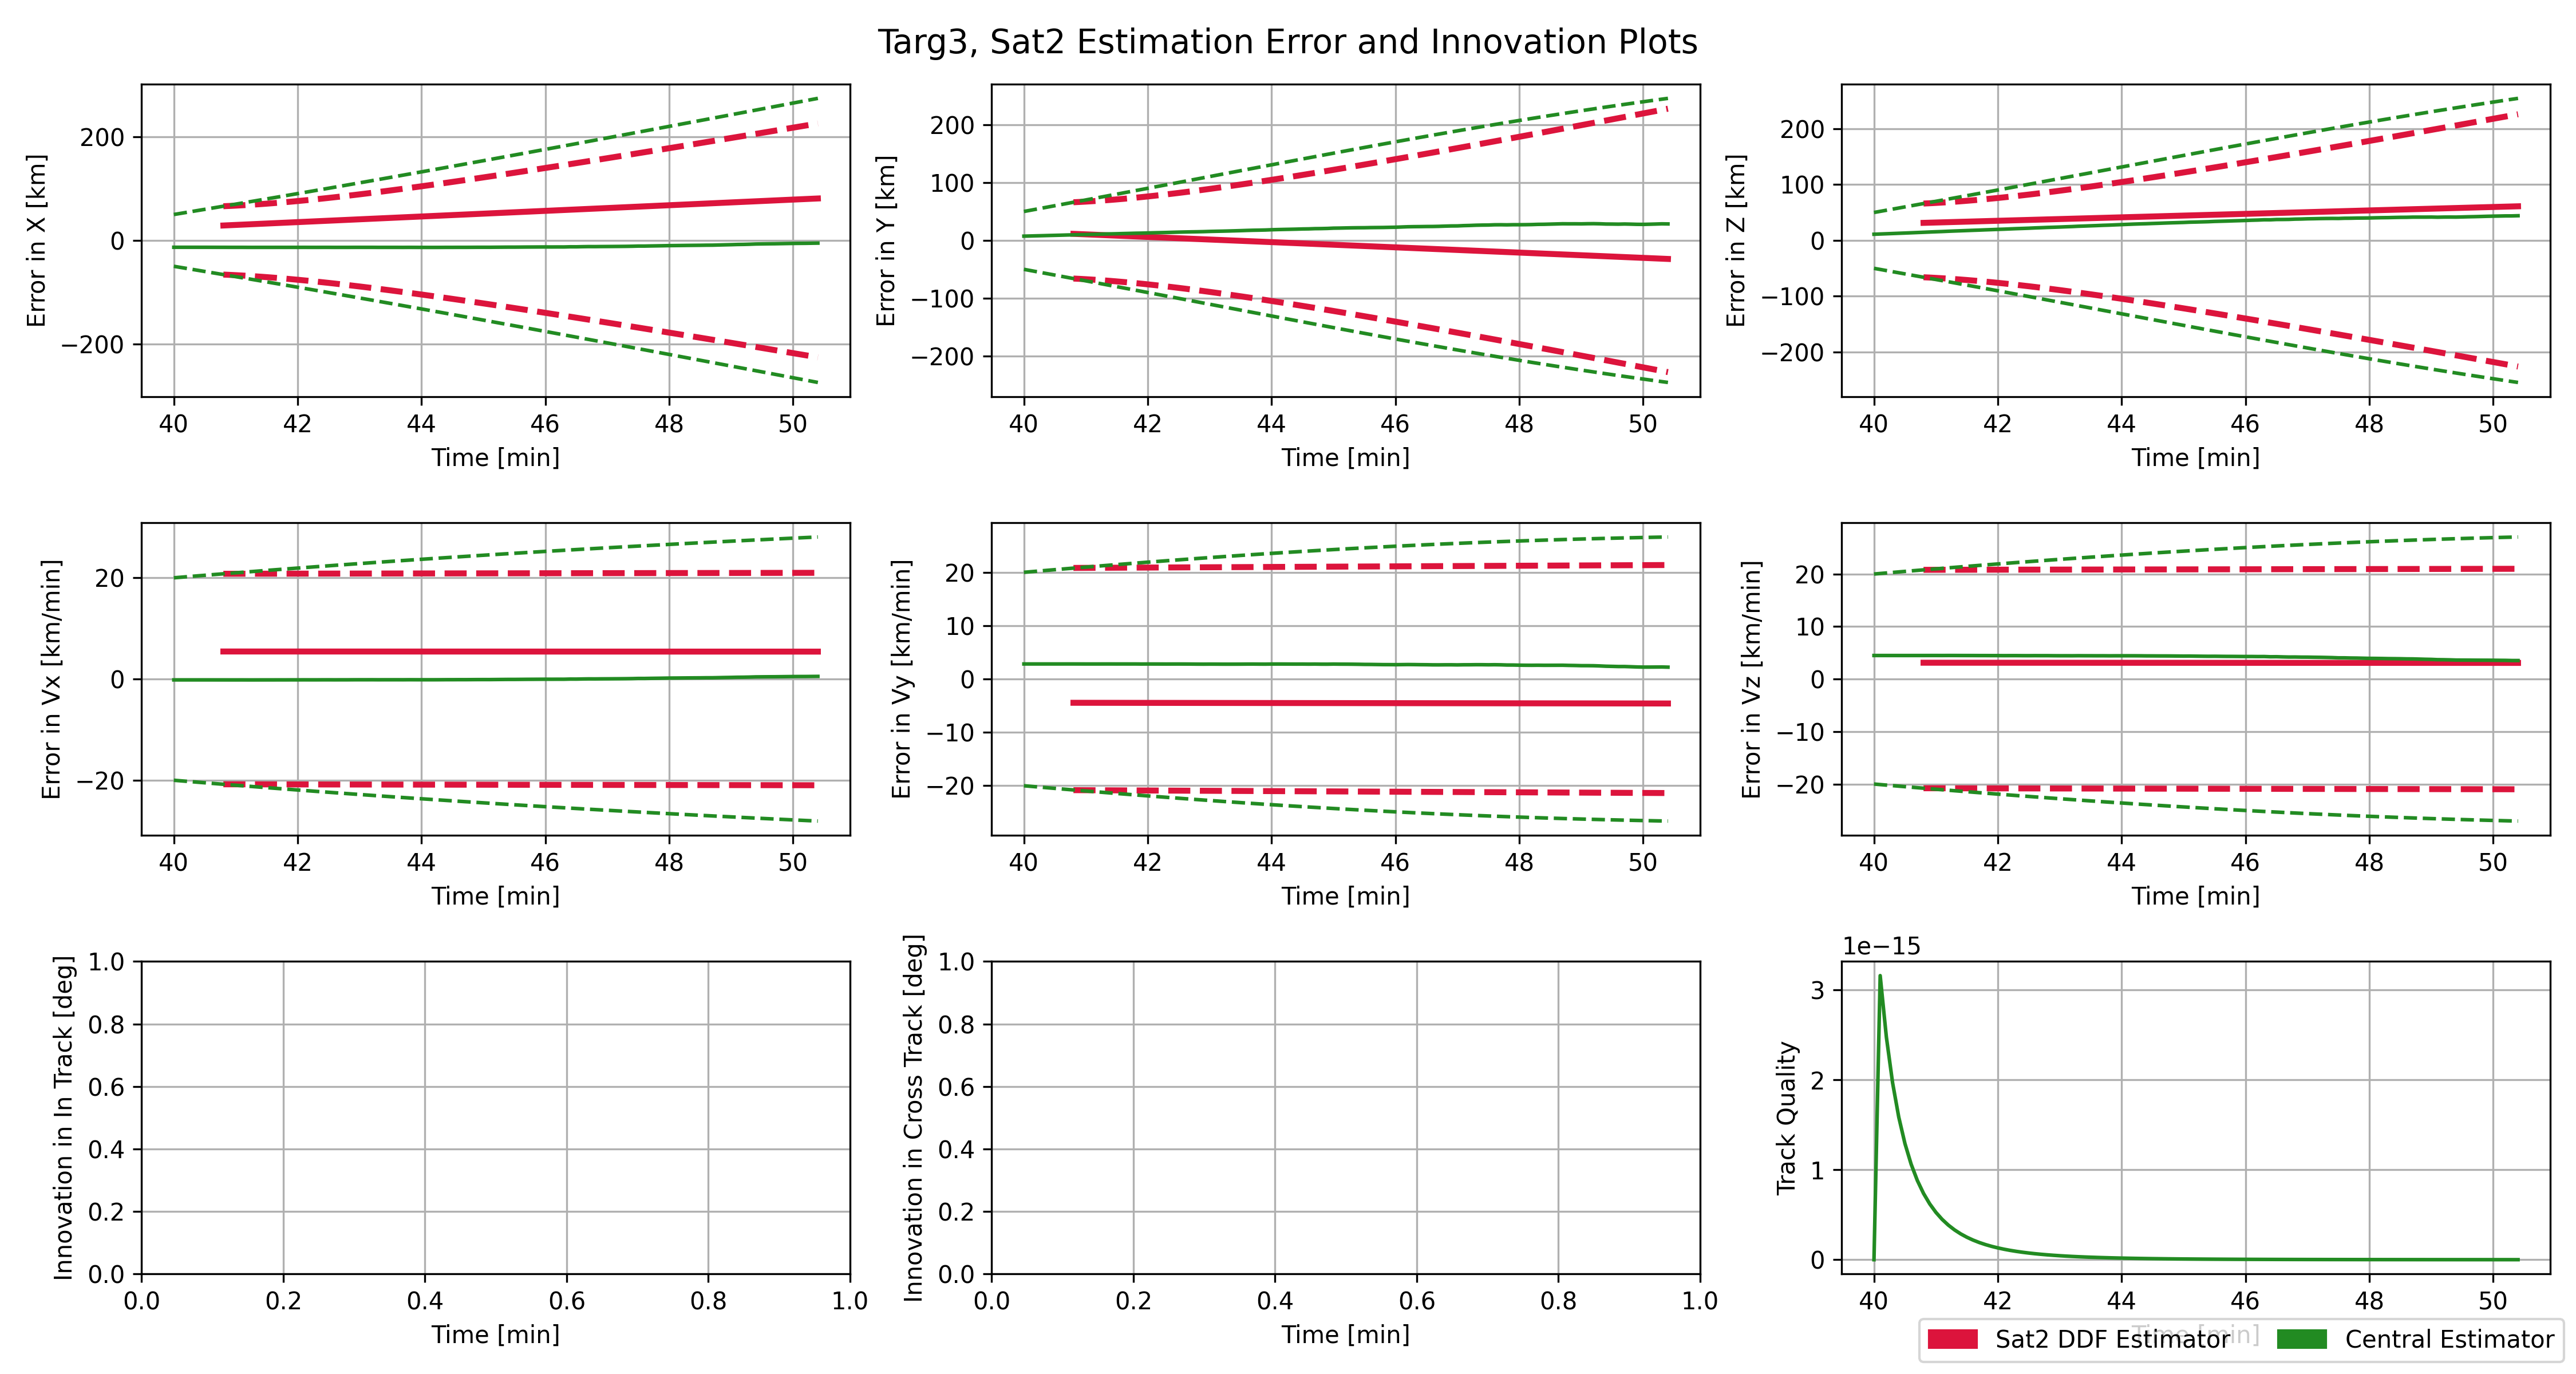 Targ3, Sat2 Estimation Error and Innovation Plots
Error in X [km]
200
0
−200
40 42 44 46 48 50
Time [min]
Error in Y [km]
200
100
0
−100
−200
40 42 44 46 48 50
Time [min]
Error in Z [km]
200
100
0
−100
−200
40 42 44 46 48 50
Time [min]
Error in Vx [km/min]
20
0
−20
40 42 44 46 48 50
Time [min]
Error in Vy [km/min]
20
10
0
−10
−20
40 42 44 46 48 50
Time [min]
Error in Vz [km/min]
20
10
0
−10
−20
40 42 44 46 48 50
Time [min]
Innovation in In Track [deg]
1.0
0.8
0.6
0.4
0.2
0.0
0.0 0.2 0.4 0.6 0.8 1.0
Time [min]
Innovation in Cross Track [deg]
1.0
0.8
0.6
0.4
0.2
0.0
0.0 0.2 0.4 0.6 0.8 1.0
Time [min]
1e−15
Track Quality
3
2
1
0
40 42 44 46 48 50
Time [min]
Sat2 DDF Estimator Central Estimator